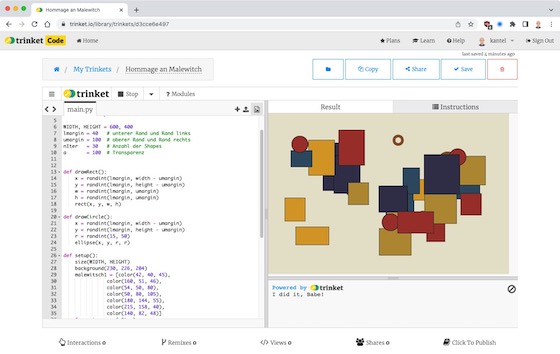 Hommage an Malewitch
trinket.io/library/trinkets/d3cce6e497
trinket Code
Home
Plans
Learn
Help
kantel
Sign Out
last saved 4 minutes ago
/ My Trinkets / Hommage an Malewitch
Copy
Share
Save
trinket
Stop
? Modules
main.py
Result
Instructions
5
6
7 WIDTH, HEIGHT = 600, 400
8 lmargin = 40 # unterer Rand und Rand links
9 umargin = 100 # oberer Rand und Rand rechts
10 nIter = 30 # Anzahl der Shapes
11 a = 100 # Transparenz
12
13 def drawRect():
14 x = randint(lmargin, width - umargin)
15 y = randint(lmargin, height - umargin)
16 w = randint(lmargin, umargin)
17 h = randint(lmargin, umargin)
18 rect(x, y, w, h)
19
20 def drawCircle():
21 x = randint(lmargin, width - umargin)
22 y = randint(lmargin, height - umargin)
23 r = randint(15, 50)
24 ellipse(x, y, r, r)
25
26 def setup():
27 size(WIDTH, HEIGHT)
28 background(230, 226, 204)
29 malewitsch1 = [color(42, 40, 45),
30 color(160, 51, 46),
31 color(54, 50, 80),
32 color(50, 80, 105),
33 color(180, 144, 55),
34 color(215, 158, 40),
35 color(140, 82, 48)]
Powered by trinket
I did it, Babe!
Interactions 0
Remixes 0
Views 0
Shares 0
Click To Publish